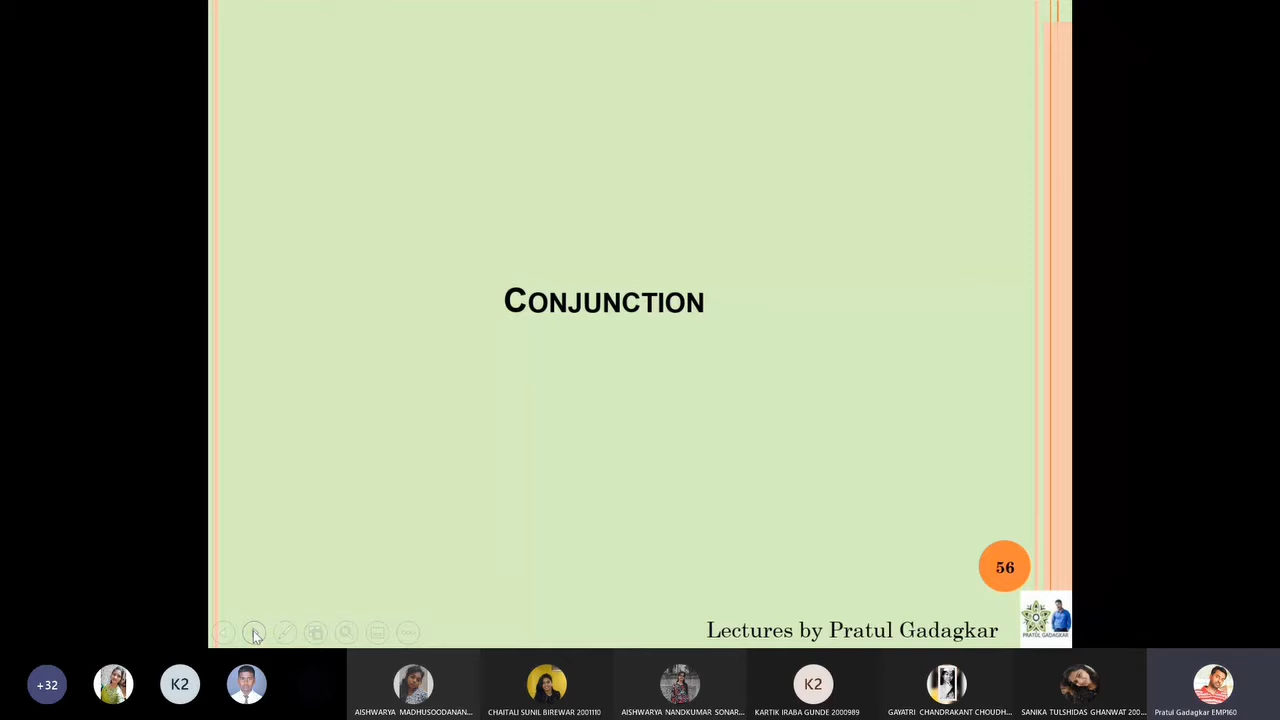 CONJUNCTION
56
Lectures by Pratul Gadagkar
PRATUL GADAGKAR
+32
K2
AISHWARYA MADHUSOODANAN...
CHAITALI SUNIL BIREWAR 2001110
AISHWARYA NANDKUMAR SONAR...
K2
KARTIK IRABA GUNDE 2000989
GAYATRI CHANDRAKANT CHOUDH...
SANIKA TULSHIDAS GHANWAT 200...
Pratul Gadagkar EMP160